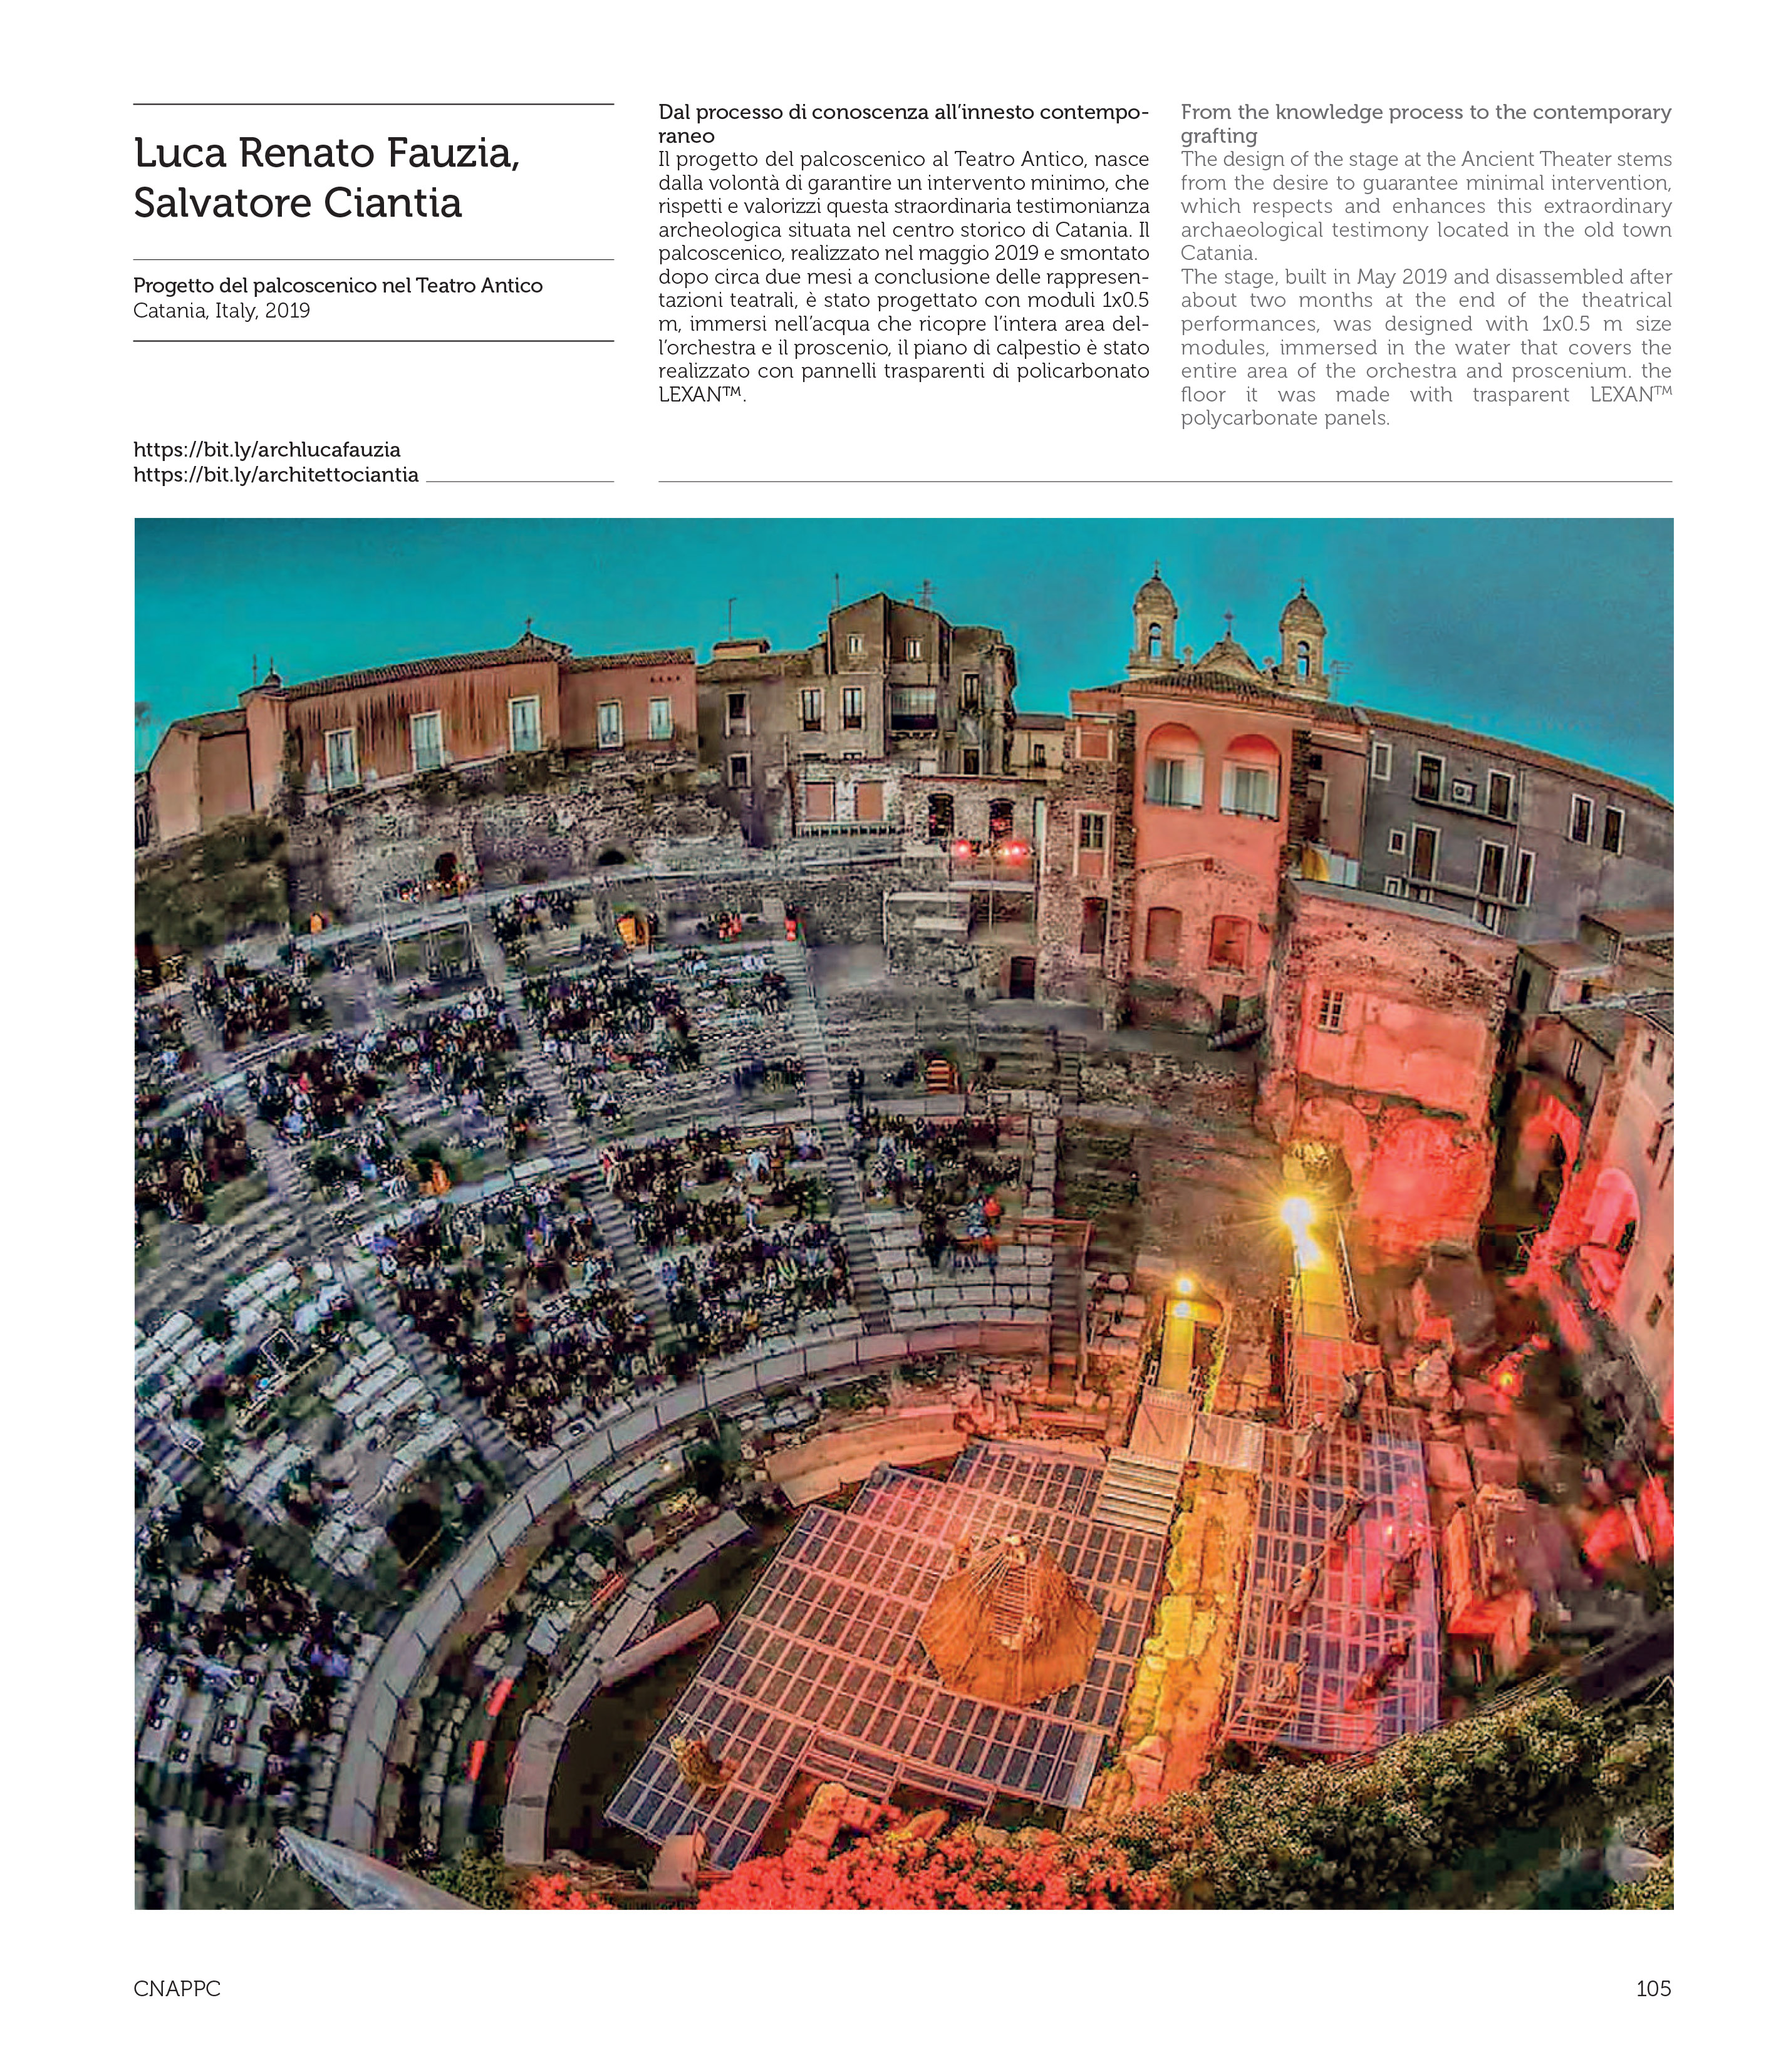 Luca Renato Fauzia,
Salvatore Ciantia
Progetto del palcoscenico nel Teatro Antico
Catania, Italy, 2019
https://bit.ly/archlucafauzia
https://bit.ly/architettociantia
Dal processo di conoscenza all'innesto contempo-
raneo
Il progetto del palcoscenico al Teatro Antico, nasce
dalla volontà di garantire un intervento minimo, che
rispetti e valorizzi questa straordinaria testimonianza
archeologica situata nel centro storico di Catania. Il
palcoscenico, realizzato nel maggio 2019 e smontato
dopo circa due mesi a conclusione delle rappresen-
tazioni teatrali, è stato progettato con moduli 1x0.5
m, immersi nell'acqua che ricopre l'intera area del-
l'orchestra e il proscenio, il piano di calpestio è stato
realizzato con pannelli trasparenti di policarbonato
LEXAN™.
From the knowledge process to the contemporary
grafting
The design of the stage at the Ancient Theater stems
from the desire to guarantee minimal intervention,
which respects and enhances this extraordinary
archaeological testimony located in the old town
Catania.
The stage, built in May 2019 and disassembled after
about two months at the end of the theatrical
performances, was designed with 1x0.5 m size
modules, immersed in the water that covers the
entire area of the orchestra and proscenium. the
floor it was made with trasparent LEXAN™
polycarbonate panels.
CNAPPC
105